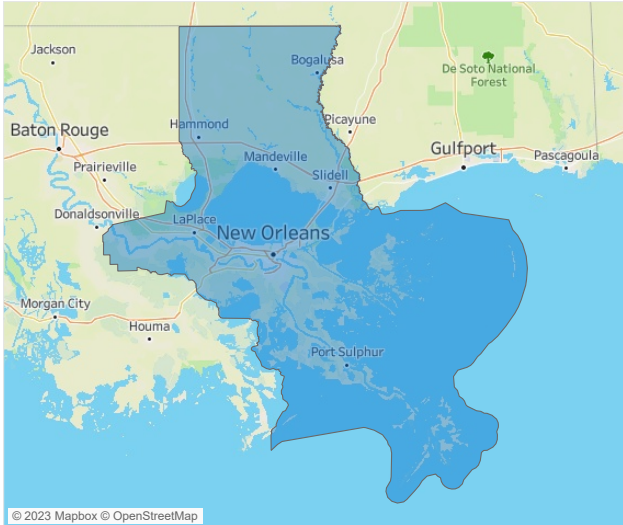 Jackson
Bogalusa
De Soto National
Forest
Baton Rouge
Hammond
Picayune
Gulfport
Pascagoula
Prairieville
Mandeville
Slidell
Donaldsonville
LaPlace
New Orleans
Morgan City
Houma
Port Sulphur
© 2023 Mapbox © OpenStreetMap